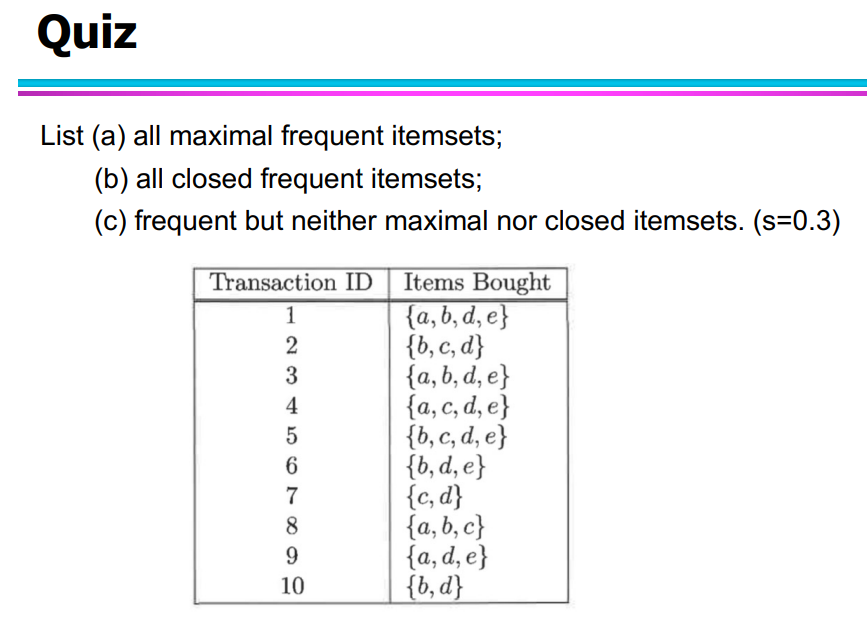 Quiz
List (a) all maximal frequent itemsets;
(b) all closed frequent itemsets;
(c) frequent but neither maximal nor closed itemsets. (s=0.3)
Transaction ID Items Bought
1 {a, b, d, e}
2 {b, c, d}
3 {a, b, d, e}
4 {a, c, d, e}
5 {b, c, d, e}
6 {b, d, e}
7 {c, d}
8 {a, b, c}
9 {a, d, e}
10 {b, d}